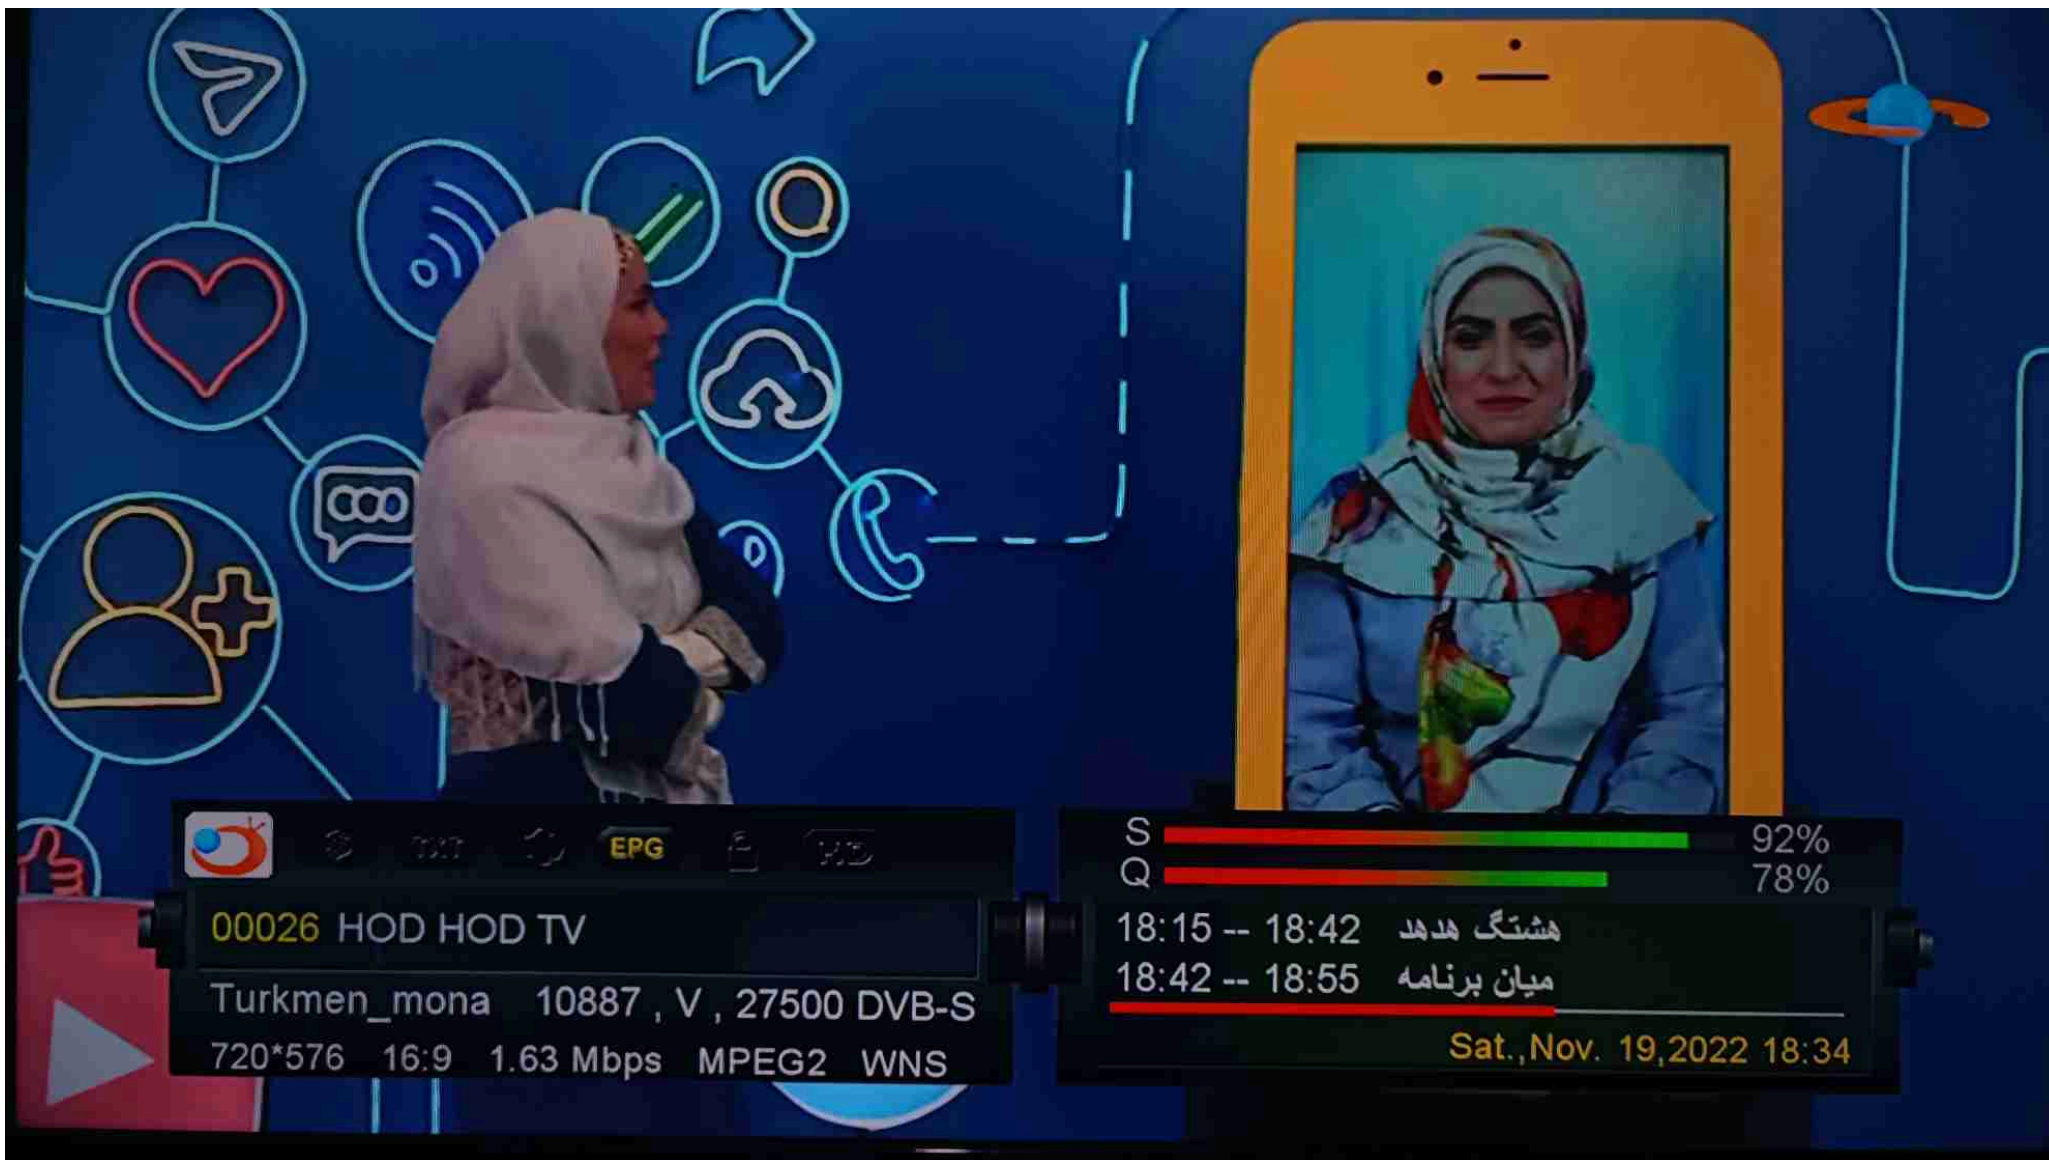 TXT EPG HD
00026 HOD HOD TV
Turkmen_mona 10887 , V , 27500 DVB-S
720*576 16:9 1.63 Mbps MPEG2 WNS
S 92%
Q 78%
18:15 -- 18:42 هشتگ هدهد
18:42 -- 18:55 میان برنامه
Sat.,Nov. 19,2022 18:34